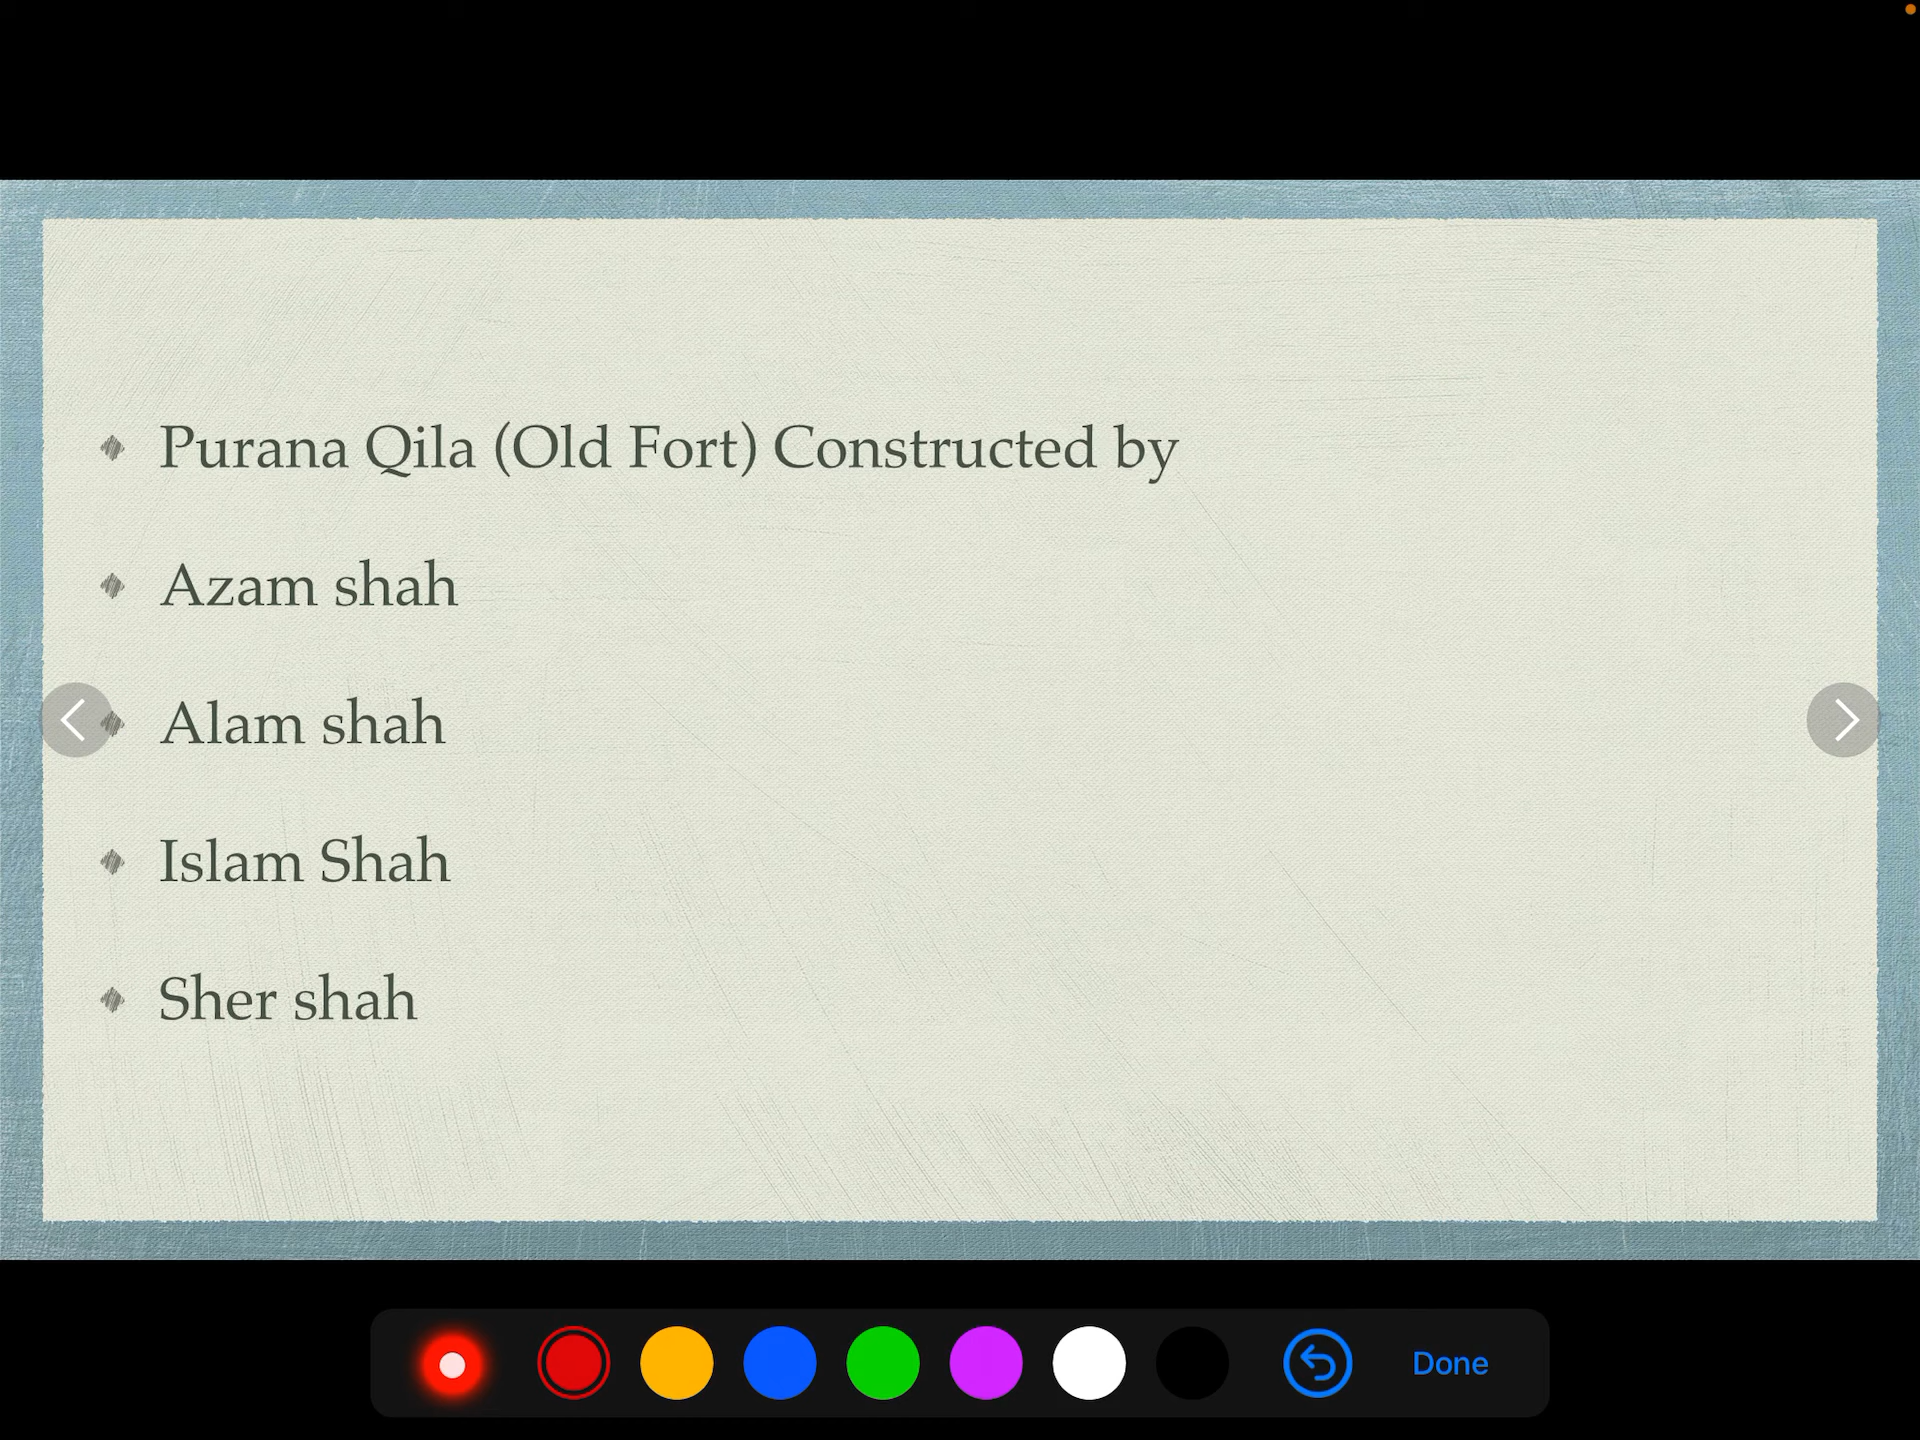 Purana Qila (Old Fort) Constructed by
Azam shah
Alam shah
Islam Shah
Sher shah
Done